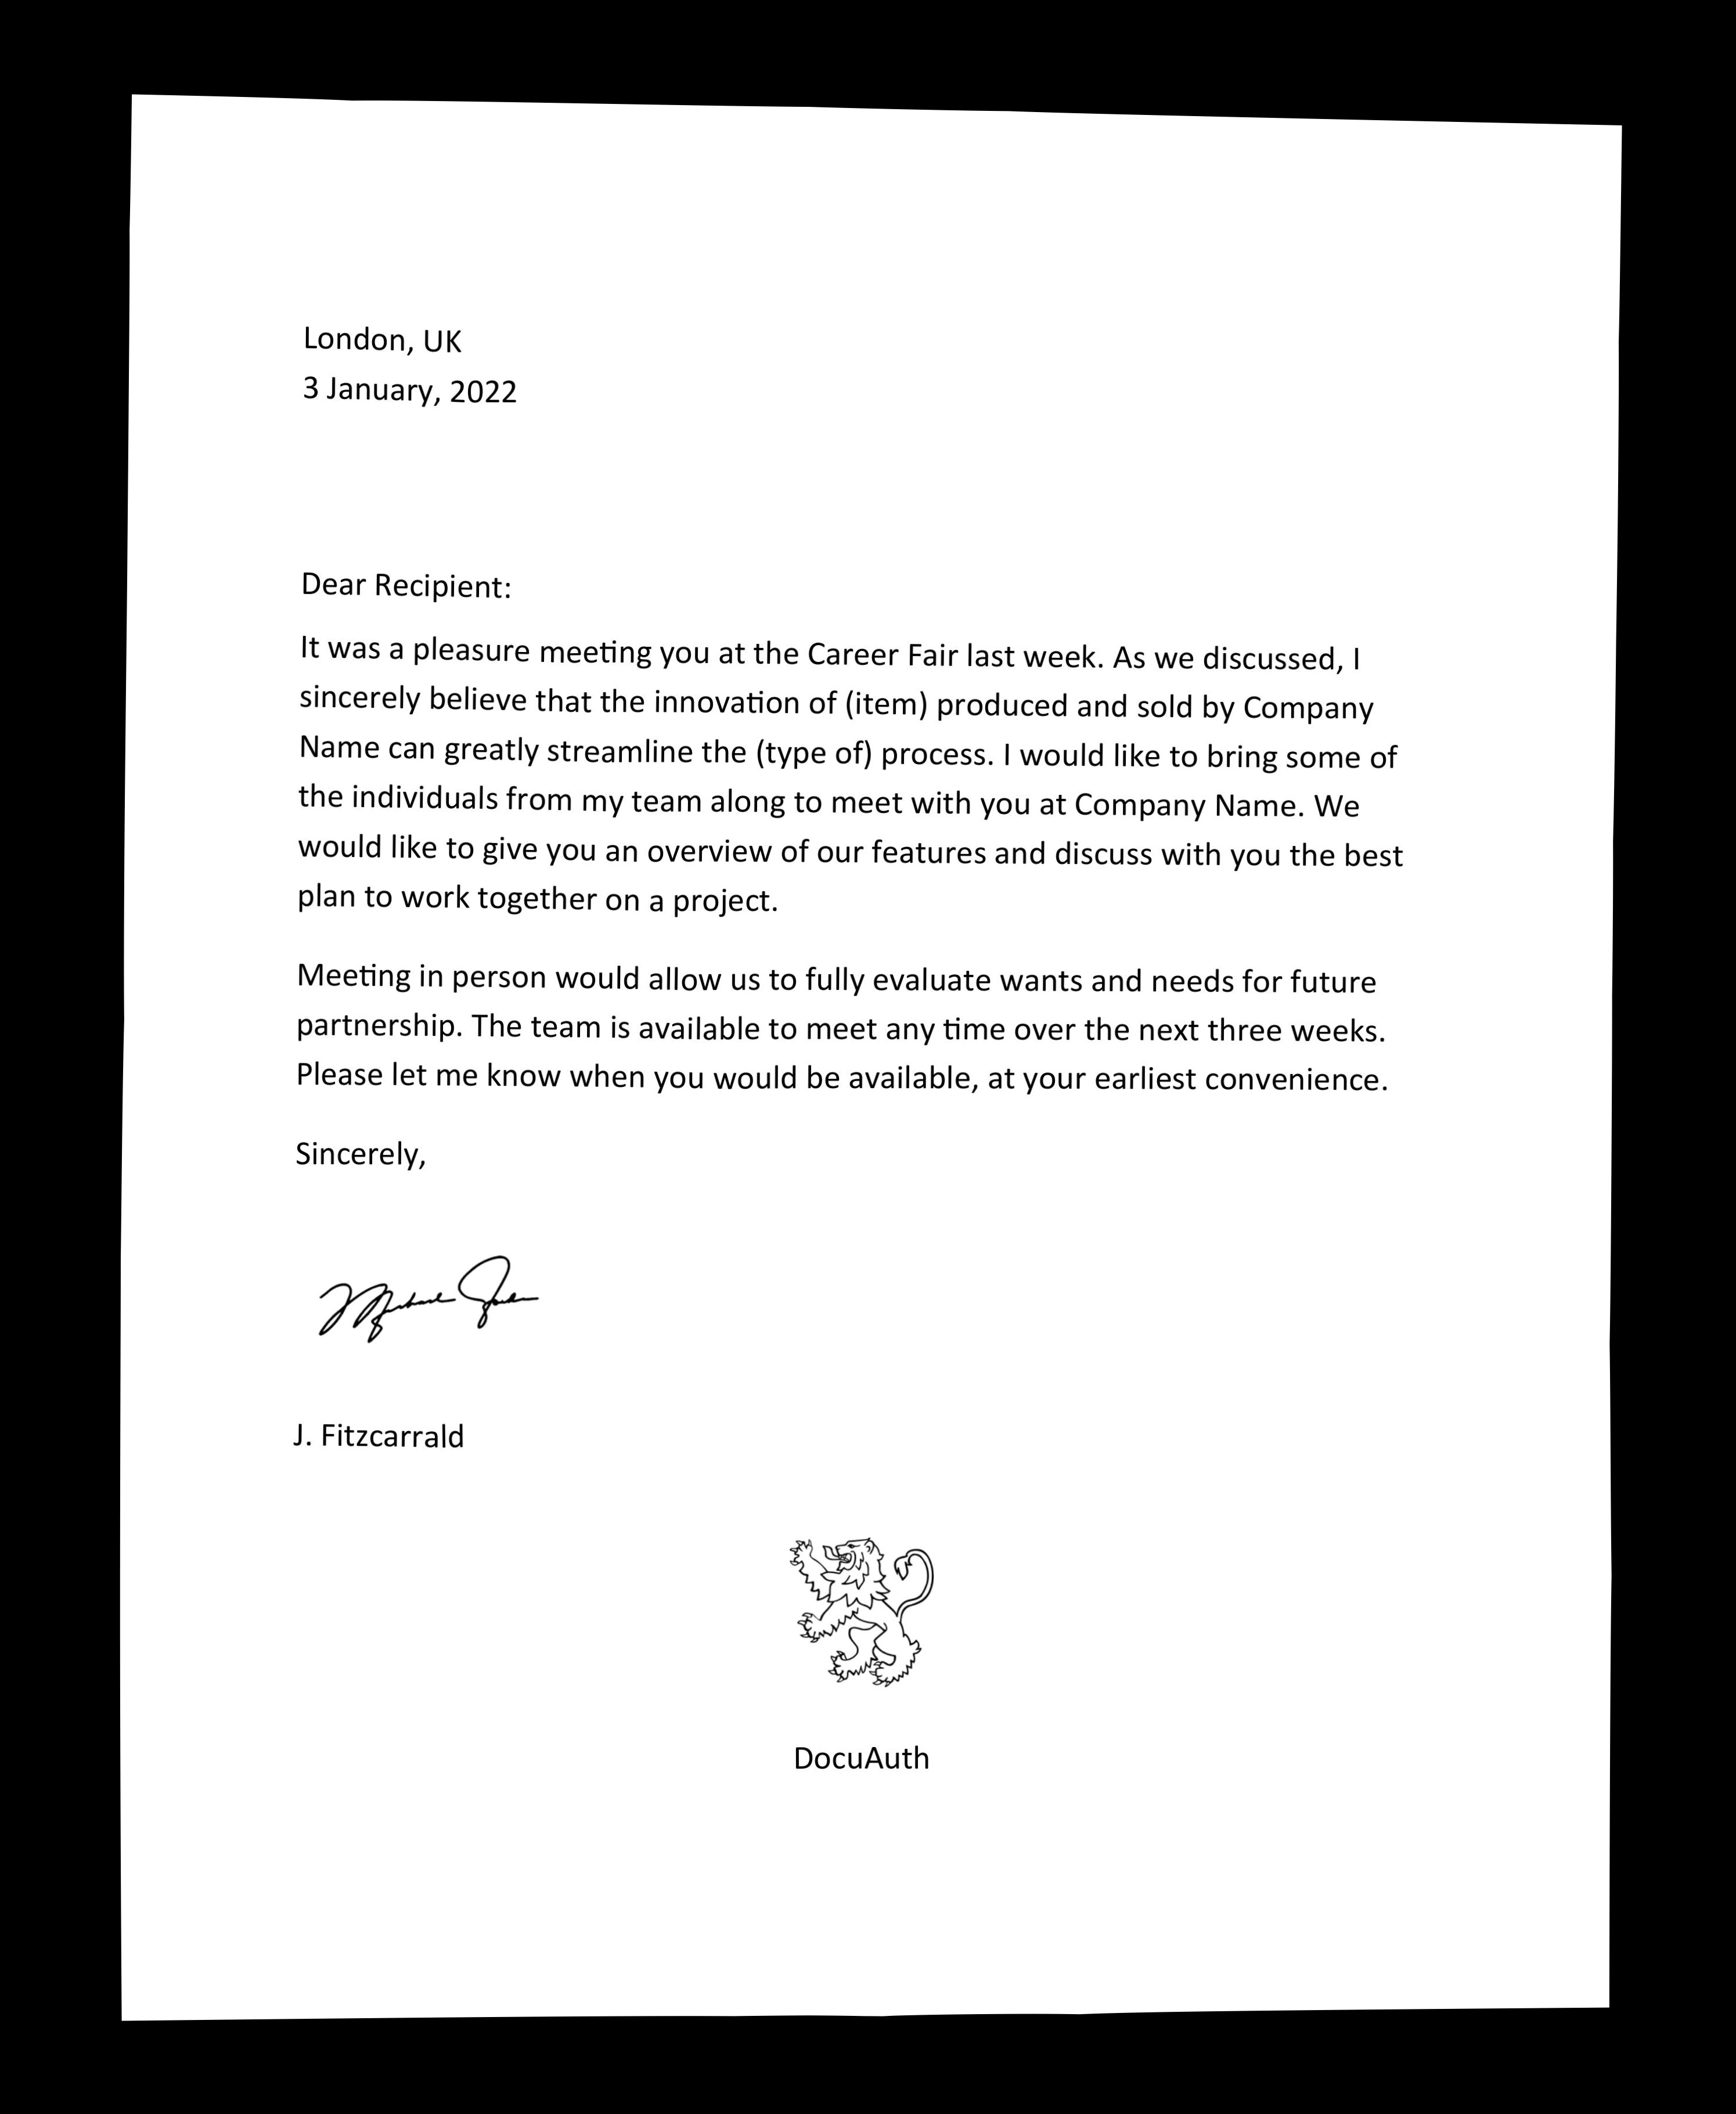 London, UK
3 January, 2022
Dear Recipient:
It was a pleasure meeting you at the Career Fair last week. As we discussed, I
sincerely believe that the innovation of (item) produced and sold by Company
Name can greatly streamline the (type of) process. I would like to bring some of
the individuals from my team along to meet with you at Company Name. We
would like to give you an overview of our features and discuss with you the best
plan to work together on a project.
Meeting in person would allow us to fully evaluate wants and needs for future
partnership. The team is available to meet any time over the next three weeks.
Please let me know when you would be available, at your earliest convenience.
Sincerely,
J. Fitzcarrald
DocuAuth